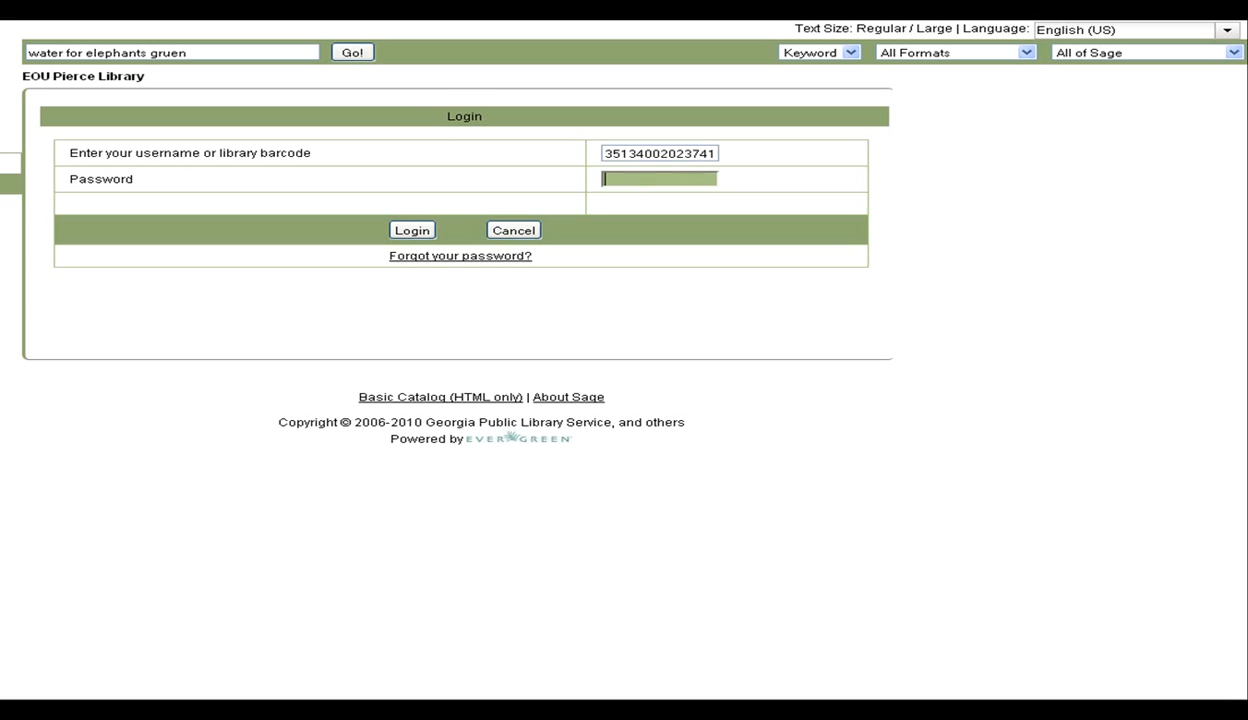 Text Size: Regular / Large | Language: English (US)
water for elephants gruen Go! Keyword All Formats All of Sage
EOU Pierce Library
Login
Enter your username or library barcode 35134002023741
Password
Login Cancel
Forgot your password?
Basic Catalog (HTML only) | About Sage
Copyright © 2006-2010 Georgia Public Library Service, and others
Powered by EVERGREEN